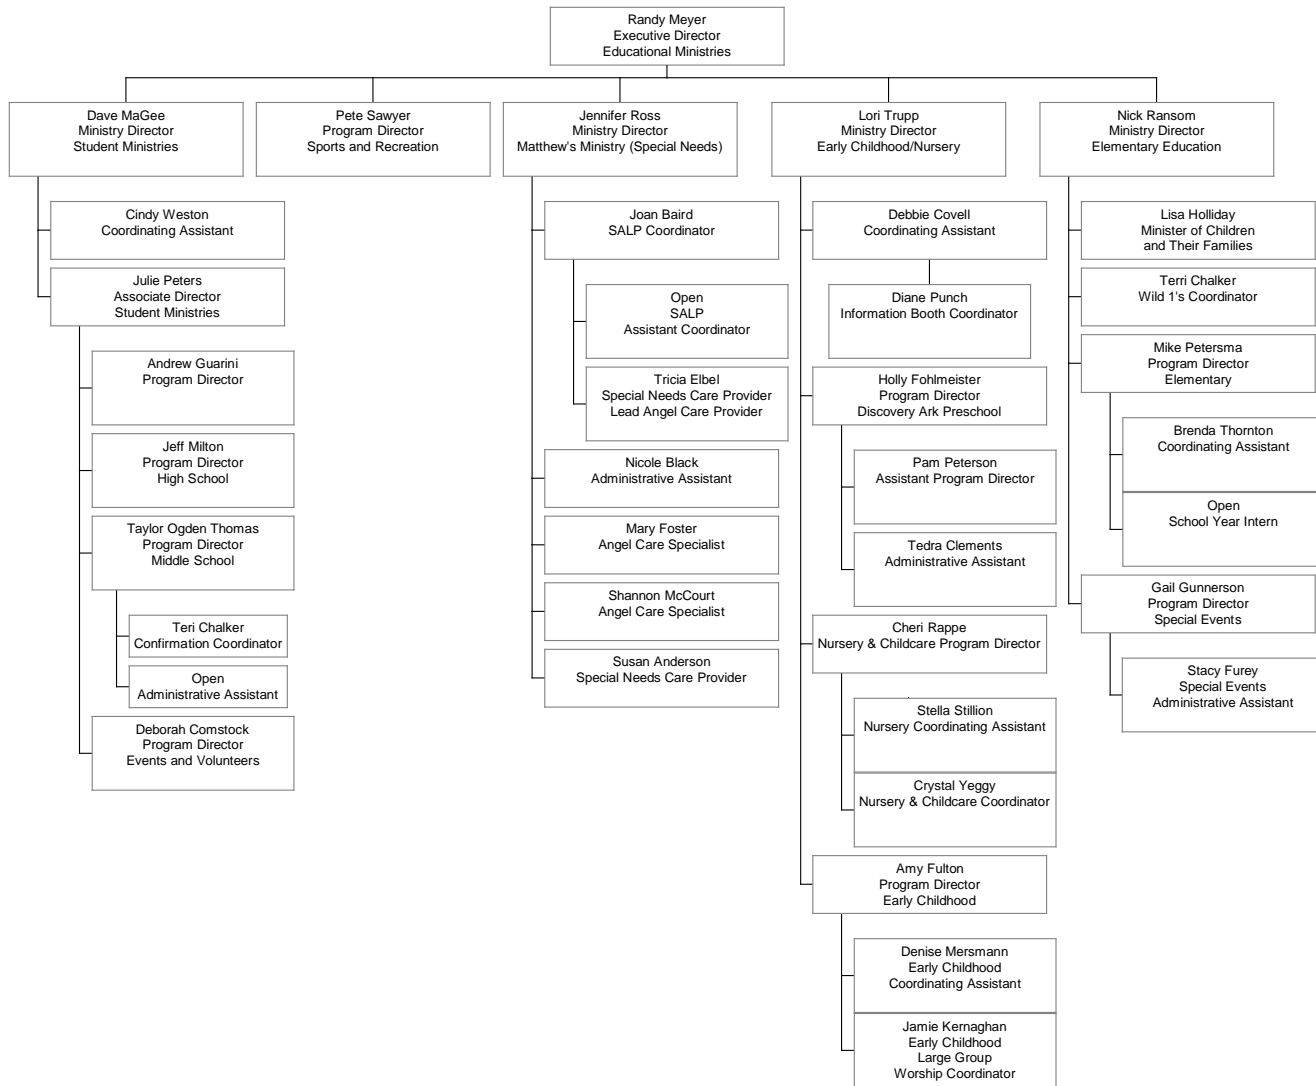 Randy Meyer
Executive Director
Educational Ministries
Dave MaGee
Ministry Director
Student Ministries
Pete Sawyer
Program Director
Sports and Recreation
Jennifer Ross
Ministry Director
Matthew's Ministry (Special Needs)
Lori Trupp
Ministry Director
Early Childhood/Nursery
Nick Ransom
Ministry Director
Elementary Education
Cindy Weston
Coordinating Assistant
Julie Peters
Associate Director
Student Ministries
Andrew Guarini
Program Director
Jeff Milton
Program Director
High School
Taylor Ogden Thomas
Program Director
Middle School
Teri Chalker
Confirmation Coordinator
Open
Administrative Assistant
Deborah Comstock
Program Director
Events and Volunteers
Joan Baird
SALP Coordinator
Open
SALP
Assistant Coordinator
Tricia Elbel
Special Needs Care Provider
Lead Angel Care Provider
Nicole Black
Administrative Assistant
Mary Foster
Angel Care Specialist
Shannon McCourt
Angel Care Specialist
Susan Anderson
Special Needs Care Provider
Debbie Covell
Coordinating Assistant
Diane Punch
Information Booth Coordinator
Holly Fohlmeister
Program Director
Discovery Ark Preschool
Pam Peterson
Assistant Program Director
Tedra Clements
Administrative Assistant
Cheri Rappe
Nursery & Childcare Program Director
Stella Stillion
Nursery Coordinating Assistant
Crystal Yeggy
Nursery & Childcare Coordinator
Amy Fulton
Program Director
Early Childhood
Denise Mersmann
Early Childhood
Coordinating Assistant
Jamie Kernaghan
Early Childhood
Large Group
Worship Coordinator
Lisa Holliday
Minister of Children
and Their Families
Terri Chalker
Wild 1's Coordinator
Mike Petersma
Program Director
Elementary
Brenda Thornton
Coordinating Assistant
Open
School Year Intern
Gail Gunnerson
Program Director
Special Events
Stacy Furey
Special Events
Administrative Assistant